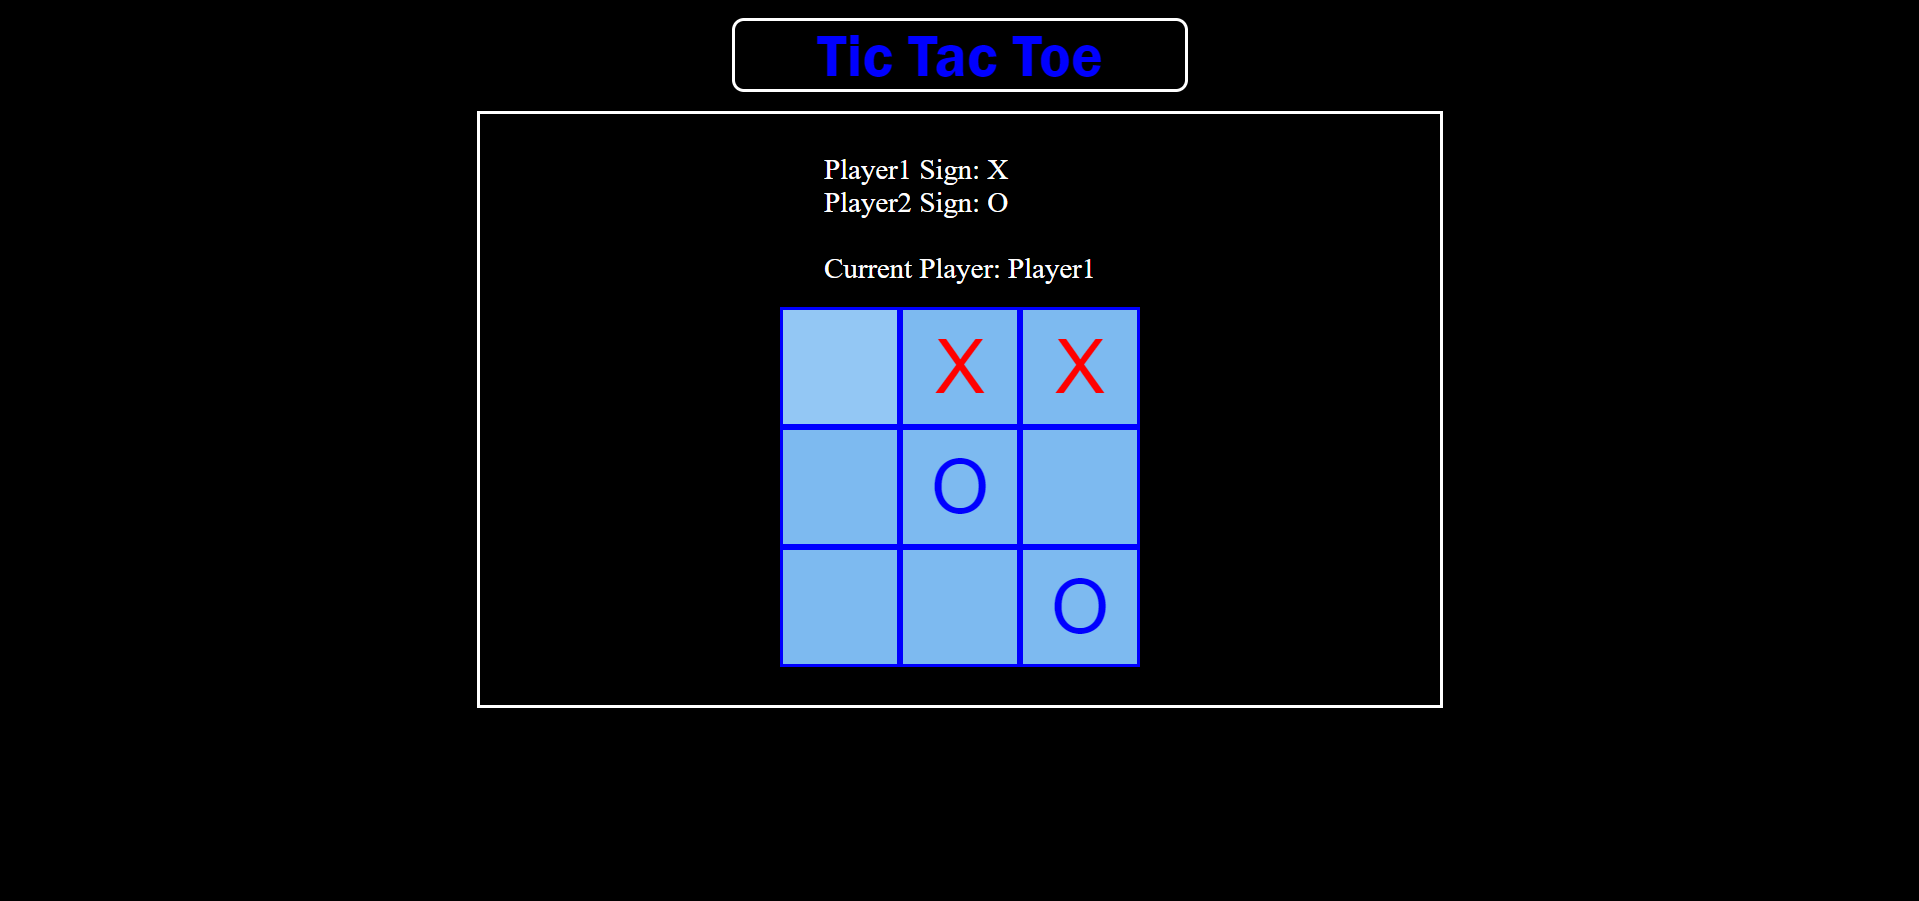 Tic Tac Toe
Player1 Sign: X
Player2 Sign: O
Current Player: Player1
X X
O
O